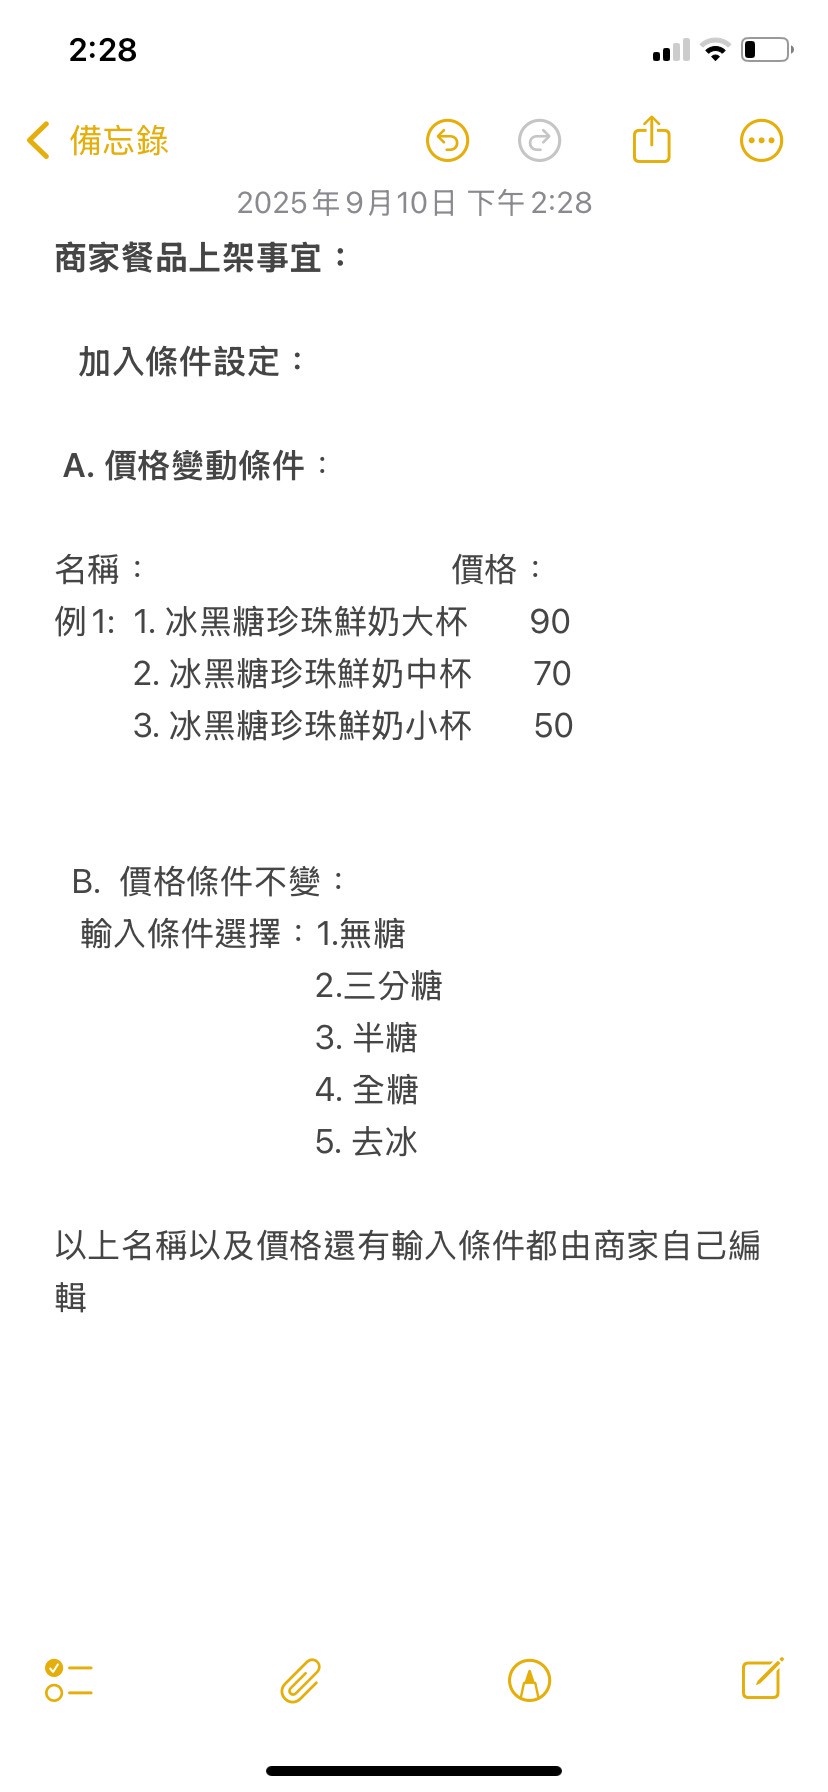 2:28
備忘錄
2025年9月10日 下午2:28
商家餐品上架事宜：
加入條件設定：
A. 價格變動條件：
名稱： 價格：
例1: 1. 冰黑糖珍珠鮮奶大杯 90
2. 冰黑糖珍珠鮮奶中杯 70
3. 冰黑糖珍珠鮮奶小杯 50
B. 價格條件不變：
輸入條件選擇：1.無糖
2.三分糖
3. 半糖
4. 全糖
5. 去冰
以上名稱以及價格還有輸入條件都由商家自己編
輯